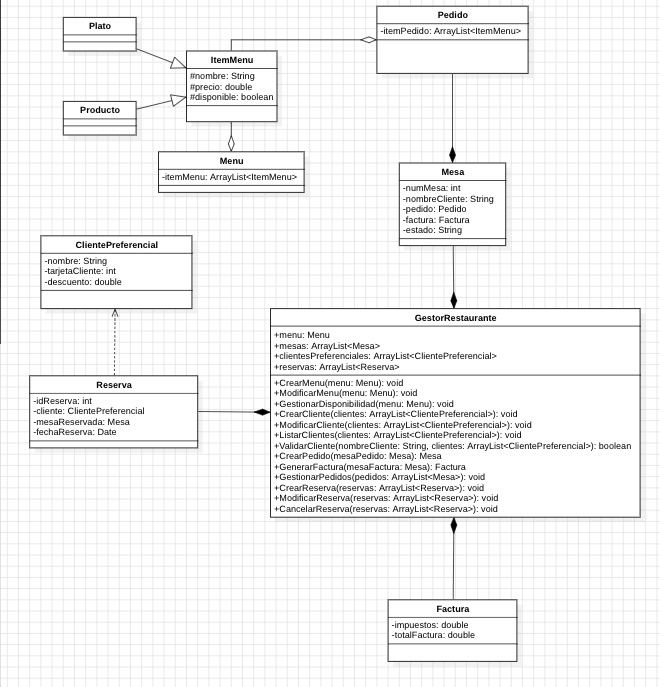 Pedido
-itemPedido: ArrayList<ItemMenu>
Plato
ItemMenu
#nombre: String
#precio: double
#disponible: boolean
Producto
Menu
-itemMenu: ArrayList<ItemMenu>
Mesa
-numMesa: int
-nombreCliente: String
-pedido: Pedido
-factura: Factura
-estado: String
ClientePreferencial
-nombre: String
-tarjetaCliente: int
-descuento: double
GestorRestaurante
+menu: Menu
+mesas: ArrayList<Mesa>
+clientesPreferenciales: ArrayList<ClientePreferencial>
+reservas: ArrayList<Reserva>
+CrearMenu(menu: Menu): void
+ModificarMenu(menu: Menu): void
+GestionarDisponibilidad(menu: Menu): void
+CrearCliente(clientes: ArrayList<ClientePreferencial>): void
+ModificarCliente(clientes: ArrayList<ClientePreferencial>): void
+ListarClientes(clientes: ArrayList<ClientePreferencial>): void
+ValidarCliente(nombreCliente: String, clientes: ArrayList<ClientePreferencial>): boolean
+CrearPedido(mesaPedido: Mesa): Mesa
+GenerarFactura(mesaFactura: Mesa): Factura
+GestionarPedidos(pedidos: ArrayList<Mesa>): void
+CrearReserva(reservas: ArrayList<Reserva>): void
+ModificarReserva(reservas: ArrayList<Reserva>): void
+CancelarReserva(reservas: ArrayList<Reserva>): void
Reserva
-idReserva: int
-cliente: ClientePreferencial
-mesaReservada: Mesa
-fechaReserva: Date
Factura
-impuestos: double
-totalFactura: double